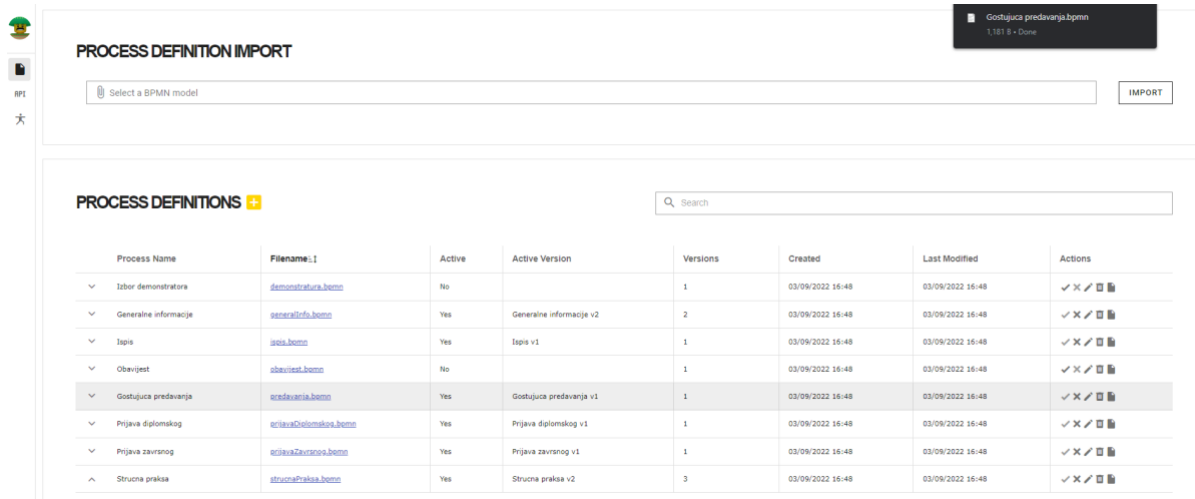 Gostujuca predavanja.bpmn
1,181 B • Done
PROCESS DEFINITION IMPORT
API
Select a BPMN model
IMPORT
PROCESS DEFINITIONS +
Search
Process Name Filename Active Active Version Versions Created Last Modified Actions
Izbor demonstratora demonstratura.bpmn No 1 03/09/2022 16:48 03/09/2022 16:48
Generalne informacije generalInfo.bpmn Yes Generalne informacije v2 2 03/09/2022 16:48 03/09/2022 16:48
Ispis ispis.bpmn Yes Ispis v1 1 03/09/2022 16:48 03/09/2022 16:48
Obavijest obavijest.bpmn No 1 03/09/2022 16:48 03/09/2022 16:48
Gostujuca predavanja predavanja.bpmn Yes Gostujuca predavanja v1 1 03/09/2022 16:48 03/09/2022 16:48
Prijava diplomskog prijavaDiplomskog.bpmn Yes Prijava diplomskog v1 1 03/09/2022 16:48 03/09/2022 16:48
Prijava zavrsnog prijavaZavrsnog.bpmn Yes Prijava zavrsnog v1 1 03/09/2022 16:48 03/09/2022 16:48
Strucna praksa strucnaPraksa.bpmn Yes Strucna praksa v2 3 03/09/2022 16:48 03/09/2022 16:48